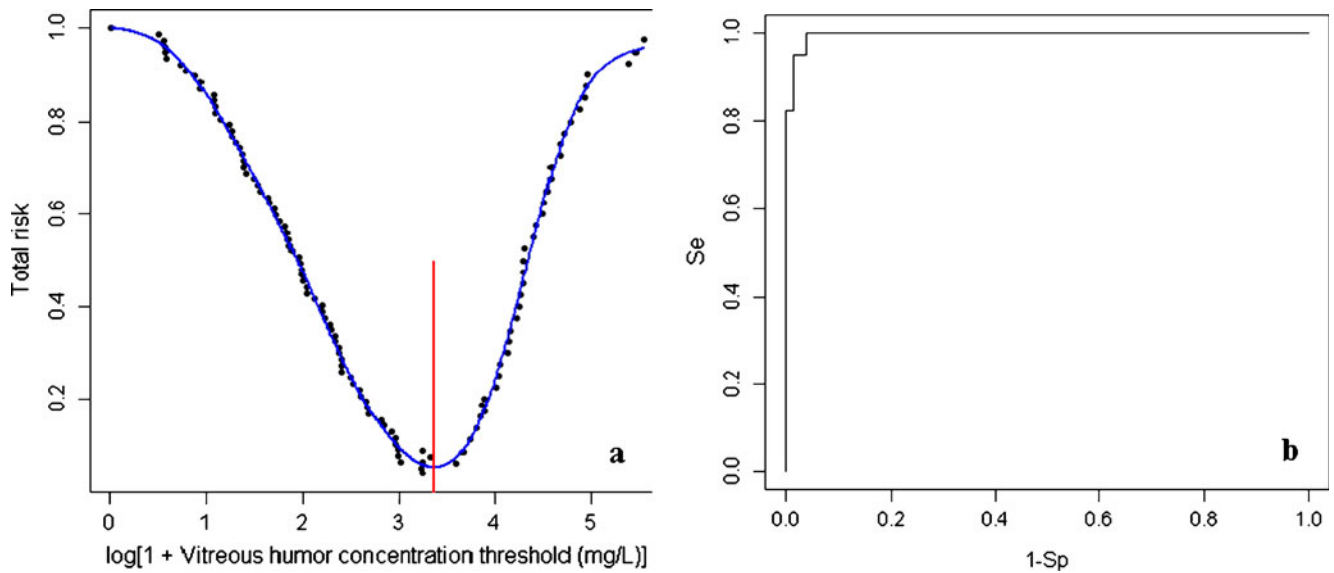 1.0
0.8
0.6
0.4
0.2
Total risk
0 1 2 3 4 5
log[1 + Vitreous humor concentration threshold (mg/L)]
a
1.0
0.8
0.6
0.4
0.2
0.0
Se
0.0 0.2 0.4 0.6 0.8 1.0
1-Sp
b